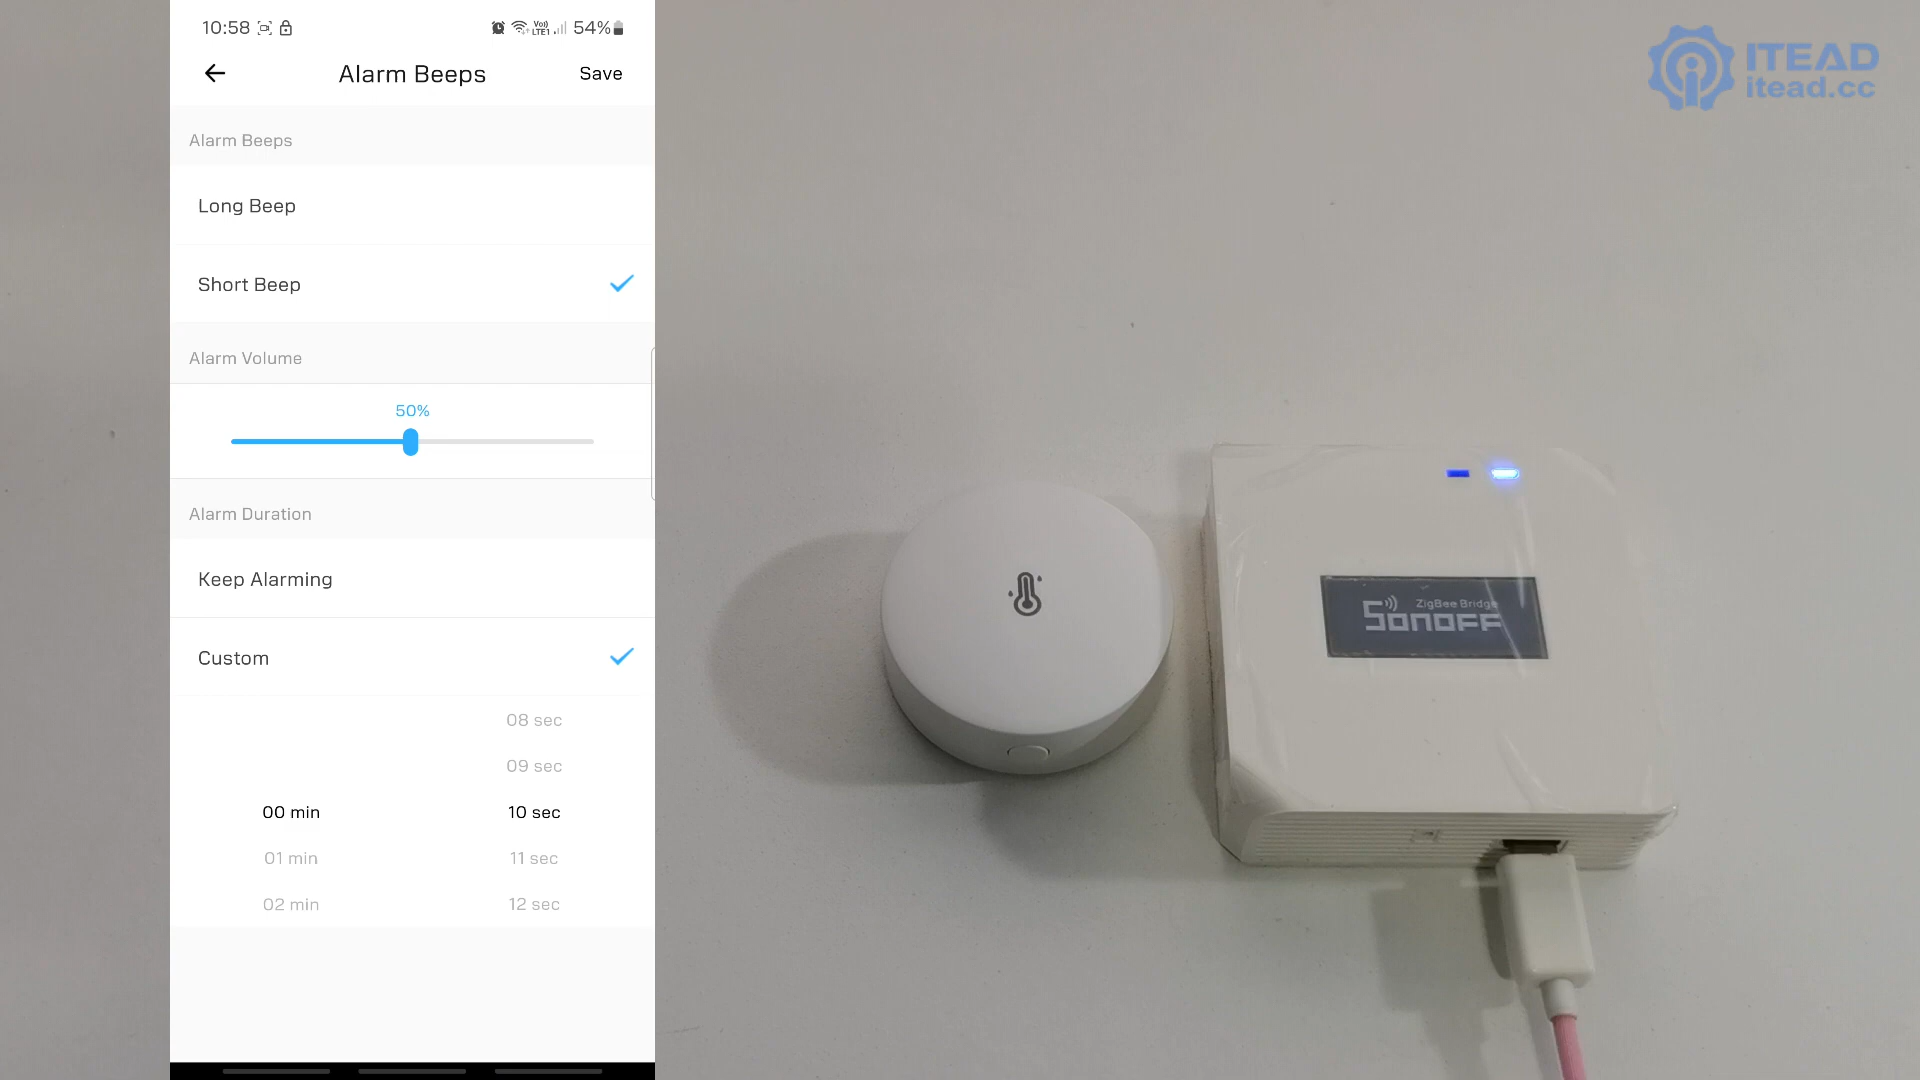 10:58
Vo))
LTE1
54%
Alarm Beeps
Save
Alarm Beeps
Long Beep
Short Beep
Alarm Volume
50%
Alarm Duration
Keep Alarming
Custom
08 sec
09 sec
00 min
10 sec
01 min
11 sec
02 min
12 sec
ITEAD
itead.cc
ZigBee Bridge
SONOFF